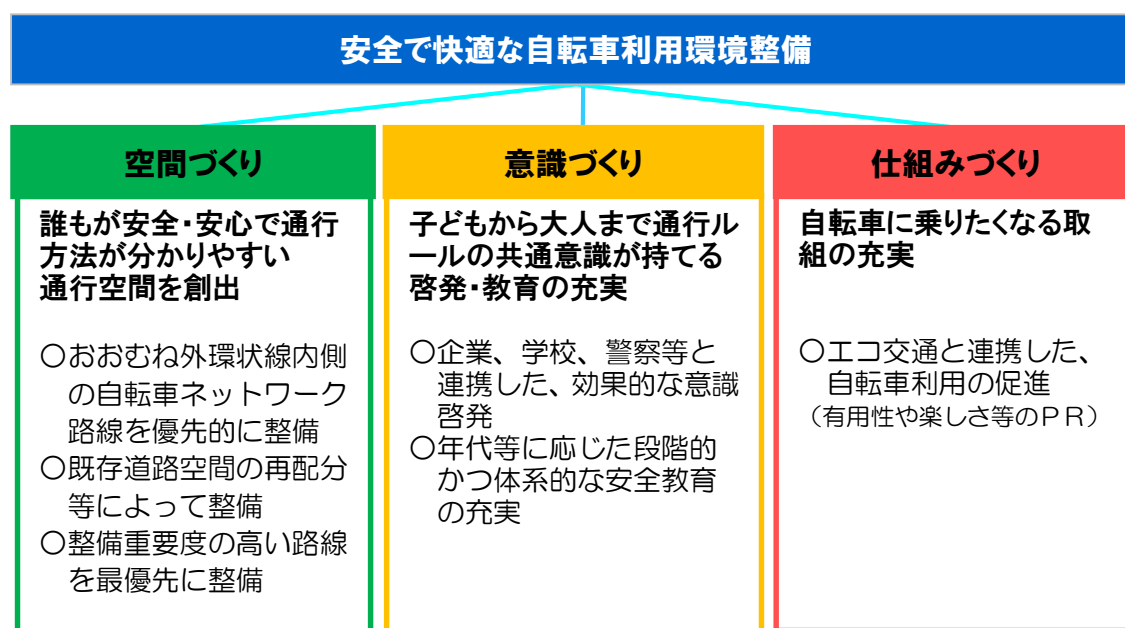 安全で快適な自転車利用環境整備
空間づくり
誰もが安全・安心で通行
方法が分かりやすい
通行空間を創出
○おおむね外環状線内側
の自転車ネットワーク
路線を優先的に整備
○既存道路空間の再配分
等によって整備
○整備重要度の高い路線
を最優先に整備
意識づくり
子どもから大人まで通行ル
ールの共通意識が持てる
啓発・教育の充実
○企業、学校、警察等と
連携した、効果的な意識
啓発
○年代等に応じた段階的
かつ体系的な安全教育
の充実
仕組みづくり
自転車に乗りたくなる取
組の充実
○エコ交通と連携した、
自転車利用の促進
（有用性や楽しさ等のＰＲ）